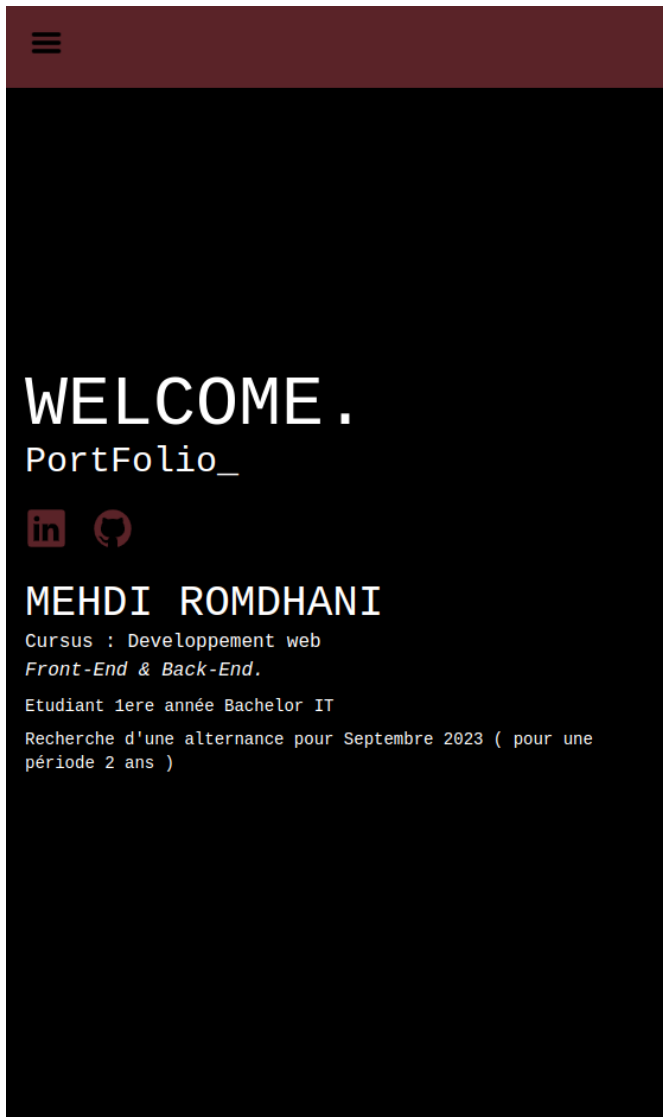 WELCOME.
PortFolio_
in
MEHDI ROMDHANI
Cursus : Developpement web
Front-End & Back-End.
Etudiant 1ere année Bachelor IT
Recherche d'une alternance pour Septembre 2023 ( pour une
période 2 ans )